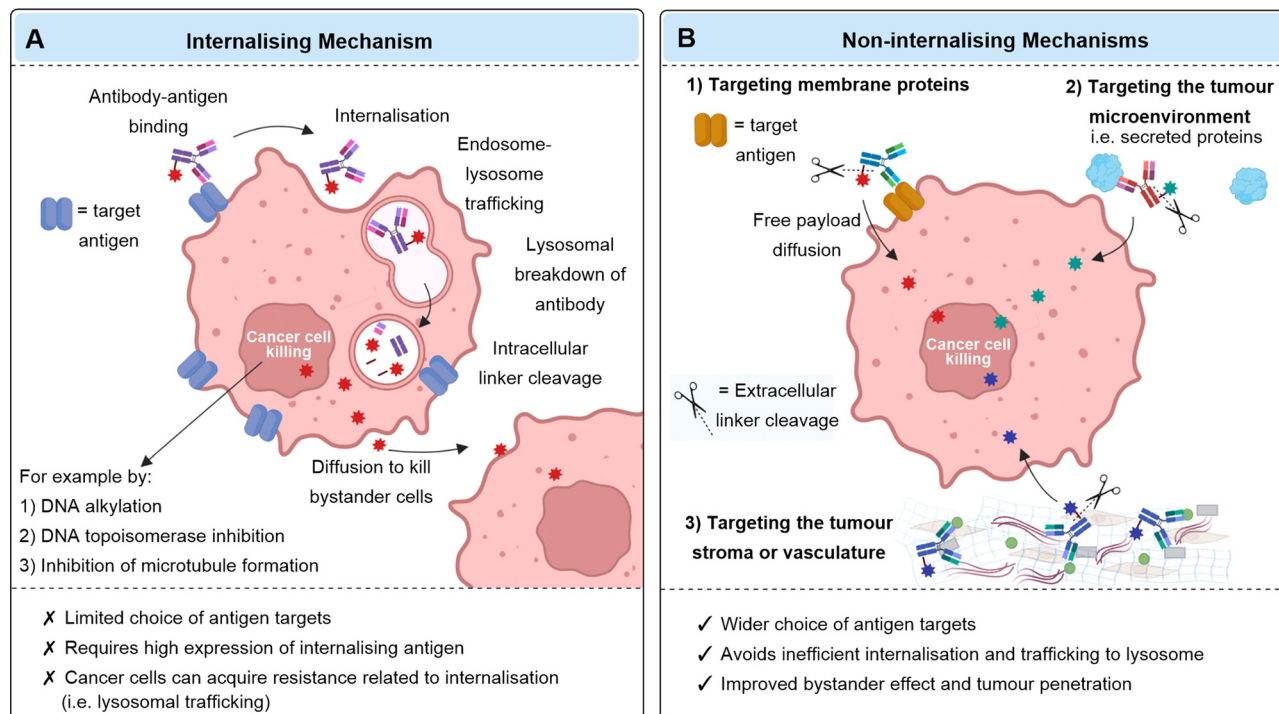 A
Internalising Mechanism
Antibody-antigen
binding
Internalisation
Endosome-
lysosome
trafficking
= target
antigen
Lysosomal
breakdown of
antibody
Cancer cell
killing
Intracellular
linker cleavage
Diffusion to kill
bystander cells
For example by:
1) DNA alkylation
2) DNA topoisomerase inhibition
3) Inhibition of microtubule formation
✗ Limited choice of antigen targets
✗ Requires high expression of internalising antigen
✗ Cancer cells can acquire resistance related to internalisation
(i.e. lysosomal trafficking)
B
Non-internalising Mechanisms
1) Targeting membrane proteins
= target
antigen
2) Targeting the tumour
microenvironment
i.e. secreted proteins
Free payload
diffusion
Cancer cell
killing
= Extracellular
linker cleavage
3) Targeting the tumour
stroma or vasculature
✓ Wider choice of antigen targets
✓ Avoids inefficient internalisation and trafficking to lysosome
✓ Improved bystander effect and tumour penetration